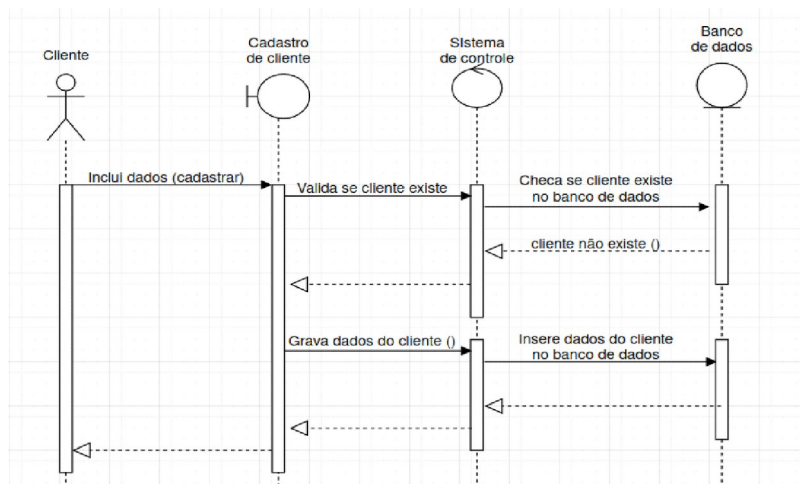 Cliente
Cadastro
de cliente
Sistema
de controle
Banco
de dados
Inclui dados (cadastrar)
Valida se cliente existe
Checa se cliente existe
no banco de dados
cliente não existe ()
Grava dados do cliente ()
Insere dados do cliente
no banco de dados